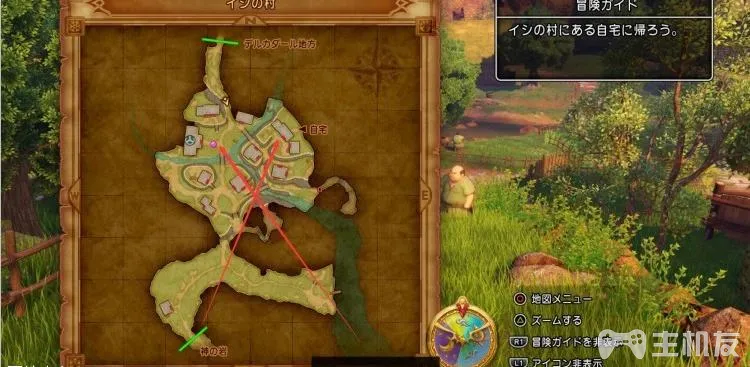 イシの村
冒険ガイド
イシの村にある自宅に帰ろう。
N
デルカダール地方
自宅
W
E
神の岩
地図メニュー
ズームする
R1 冒険ガイドを非表示
L1 アイコン非表示
主机友